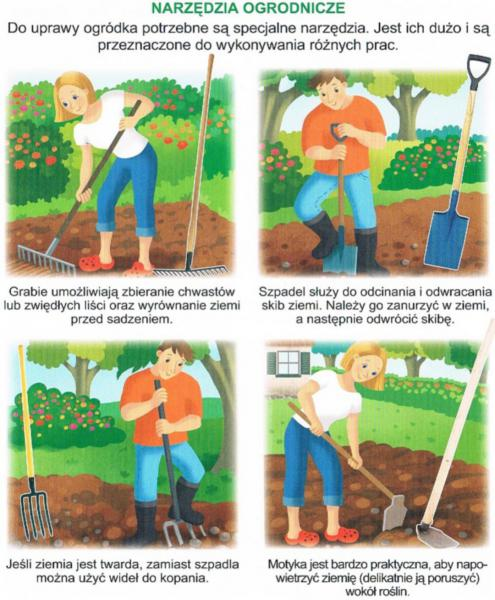 NARZĘDZIA OGRODNICZE
Do uprawy ogródka potrzebne są specjalne narzędzia. Jest ich dużo i są
przeznaczone do wykonywania różnych prac.
Grabie umożliwiają zbieranie chwastów
lub zwiędłych liści oraz wyrównanie ziemi
przed sadzeniem.
Szpadel służy do odcinania i odwracania
skib ziemi. Należy go zanurzyć w ziemi,
a następnie odwrócić skibę.
Jeśli ziemia jest twarda, zamiast szpadla
można użyć wideł do kopania.
Motyka jest bardzo praktyczna, aby napo-
wietrzyć ziemię (delikatnie ją poruszyć)
wokół roślin.